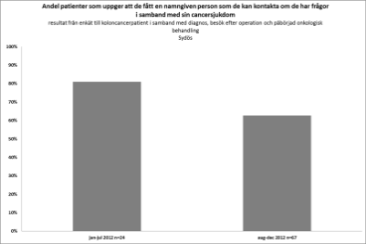 Andel patienter som uppger att de fått en namngiven person som de kan kontakta om de har frågor
i samband med sin cancersjukdom
resultat från enkät till koloncancerpatient i samband med diagnos, besök efter operation och påbörjad onkologisk
behandling
Sydös
100%
90%
80%
70%
60%
50%
40%
30%
20%
10%
0%
jan-jul 2012
aug-dec 2012 n=67